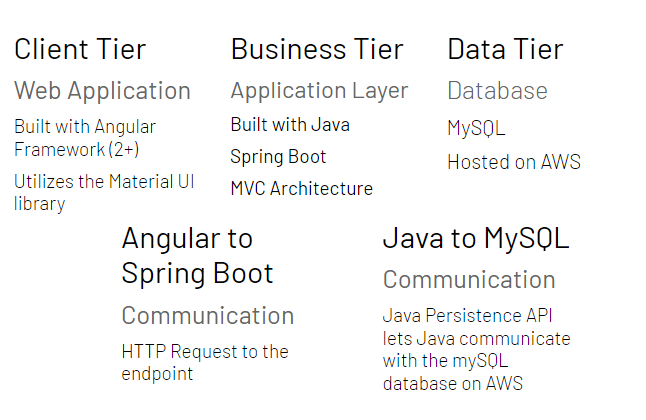 Client Tier
Web Application
Built with Angular
Framework (2+)
Utilizes the Material UI
library
Business Tier
Application Layer
Built with Java
Spring Boot
MVC Architecture
Data Tier
Database
MySQL
Hosted on AWS
Angular to
Spring Boot
Communication
HTTP Request to the
endpoint
Java to MySQL
Communication
Java Persistence API
lets Java communicate
with the mySQL
database on AWS